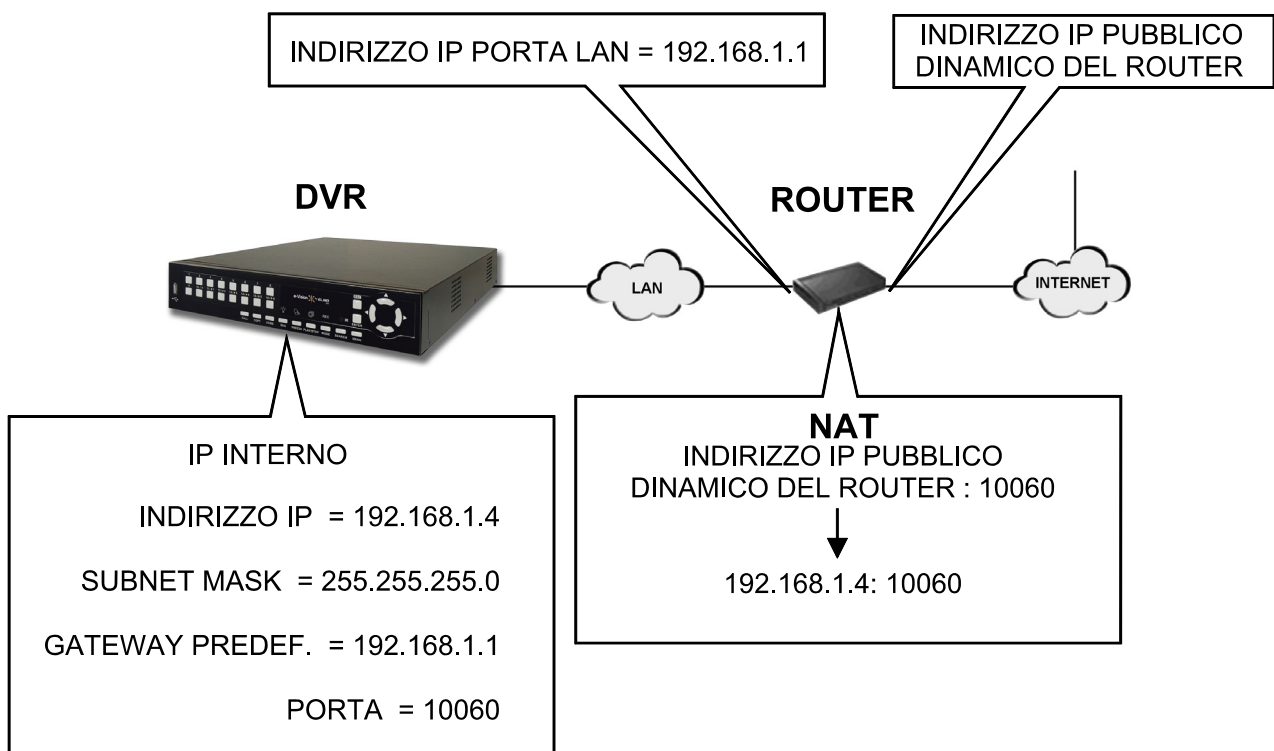 INDIRIZZO IP PORTA LAN = 192.168.1.1
INDIRIZZO IP PUBBLICO
DINAMICO DEL ROUTER
DVR
ROUTER
LAN
INTERNET
IP INTERNO
INDIRIZZO IP = 192.168.1.4
SUBNET MASK = 255.255.255.0
GATEWAY PREDEF. = 192.168.1.1
PORTA = 10060
NAT
INDIRIZZO IP PUBBLICO
DINAMICO DEL ROUTER : 10060
192.168.1.4: 10060